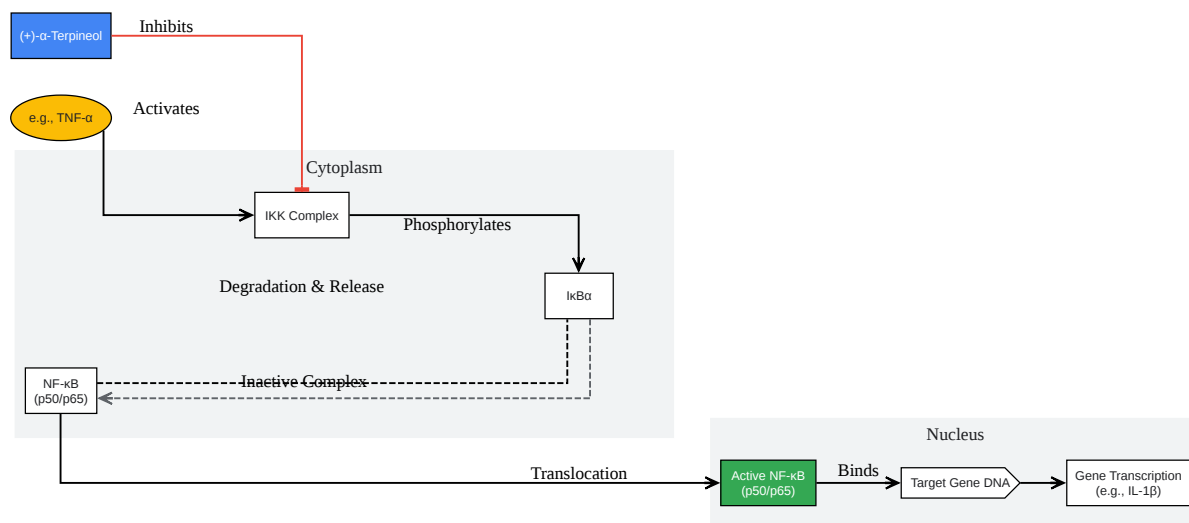 Inhibits
(+)-α-Terpineol
Activates
e.g., TNF-α
Cytoplasm
IKK Complex
Phosphorylates
Degradation & Release
IκBα
Inactive Complex
NF-κB
(p50/p65)
Nucleus
Translocation
Active NF-κB
(p50/p65)
Binds
Target Gene DNA
Gene Transcription
(e.g., IL-1β)